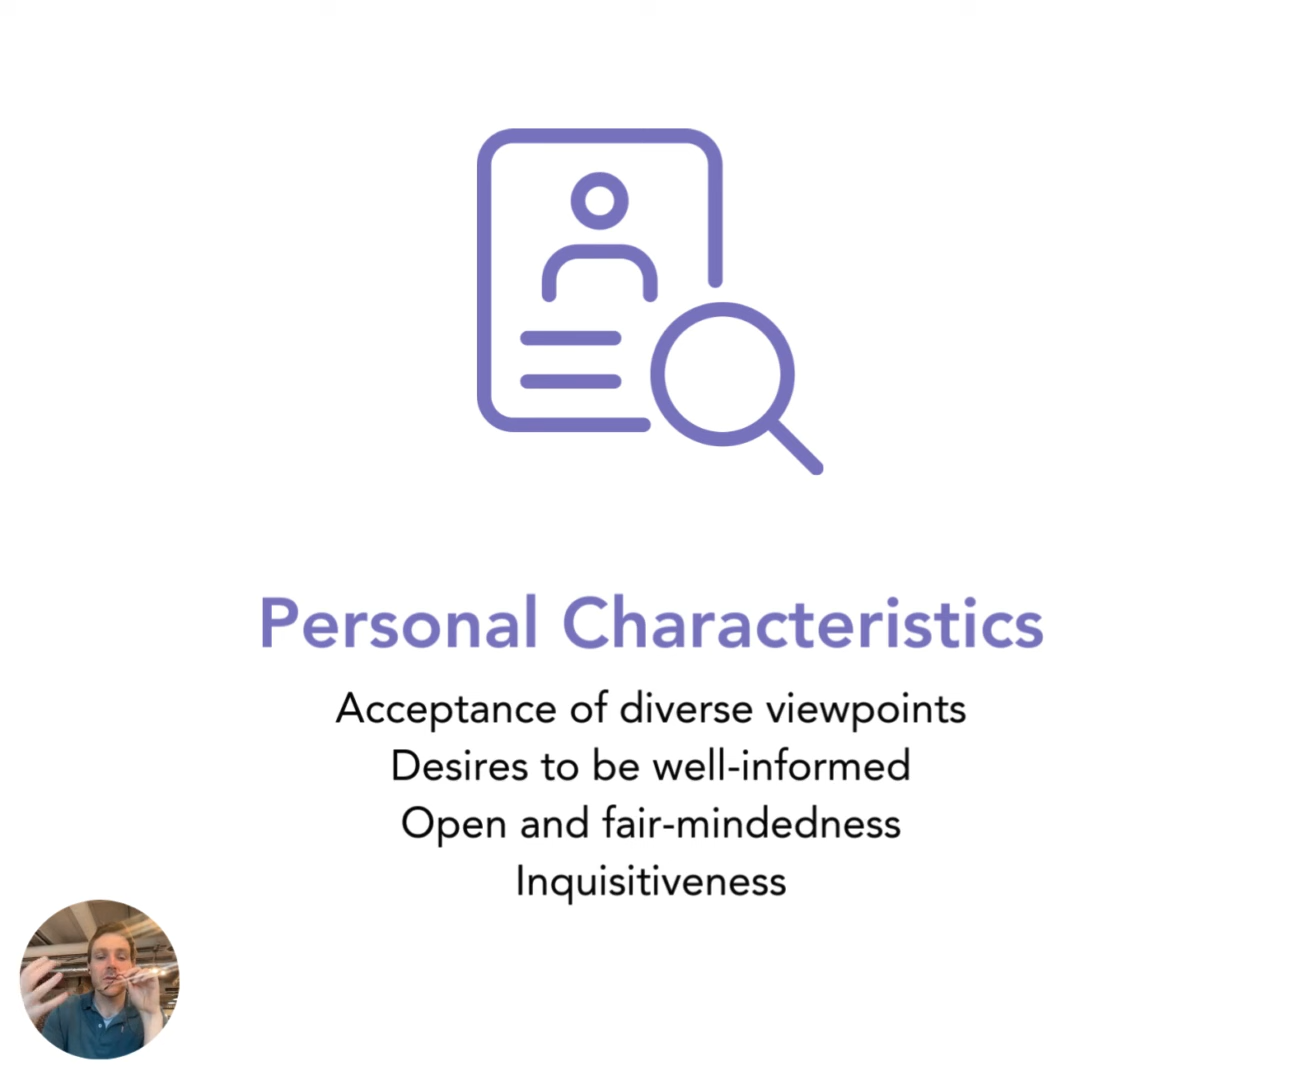 Personal Characteristics
Acceptance of diverse viewpoints
Desires to be well-informed
Open and fair-mindedness
Inquisitiveness